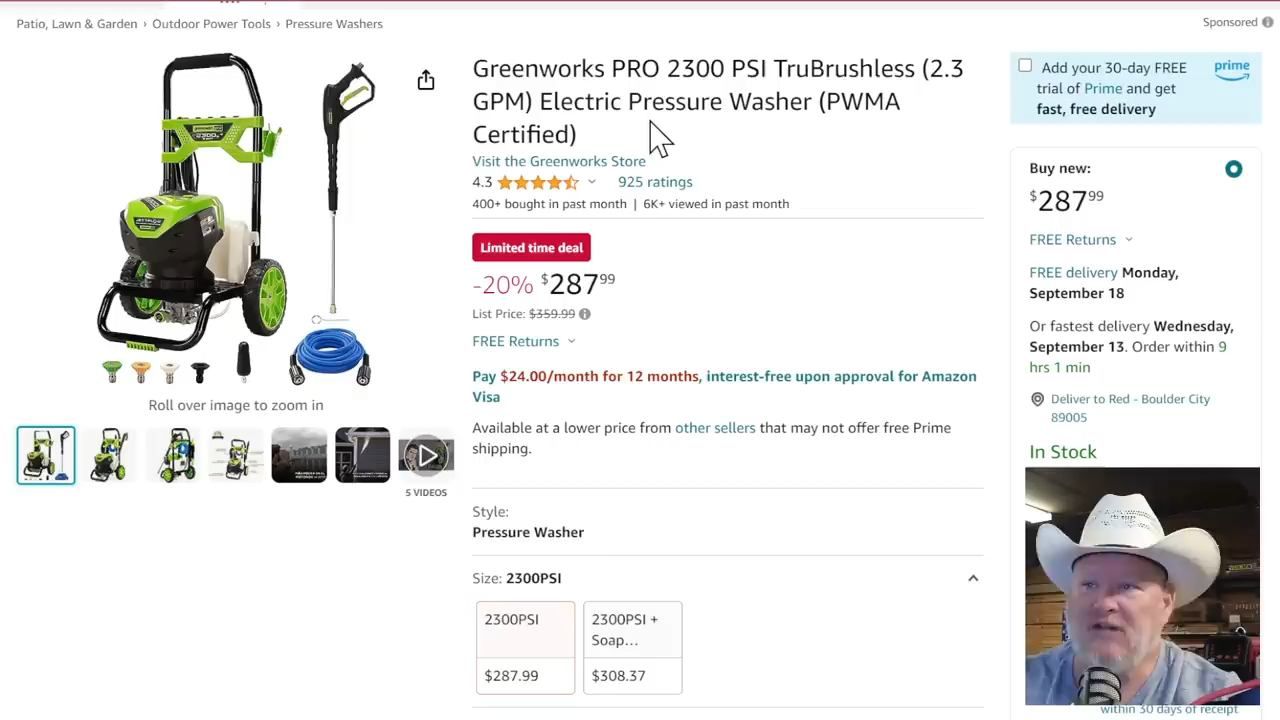 Patio, Lawn & Garden › Outdoor Power Tools › Pressure Washers
Sponsored
Greenworks PRO 2300 PSI TruBrushless (2.3
GPM) Electric Pressure Washer (PWMA
Certified)
Visit the Greenworks Store
4.3
925 ratings
400+ bought in past month | 6K+ viewed in past month
Limited time deal
-20% $287⁹⁹
List Price: $359.99
FREE Returns
Pay $24.00/month for 12 months, interest-free upon approval for Amazon
Visa
Available at a lower price from other sellers that may not offer free Prime
shipping.
Style:
Pressure Washer
Size: 2300PSI
2300PSI
$287.99
2300PSI +
Soap…
$308.37
Roll over image to zoom in
5 VIDEOS
Add your 30-day FREE
trial of Prime and get
fast, free delivery
prime
Buy new:
$287⁹⁹
FREE Returns
FREE delivery Monday,
September 18
Or fastest delivery Wednesday,
September 13. Order within 9
hrs 1 min
Deliver to Red - Boulder City
89005
In Stock
within 30 days of receipt